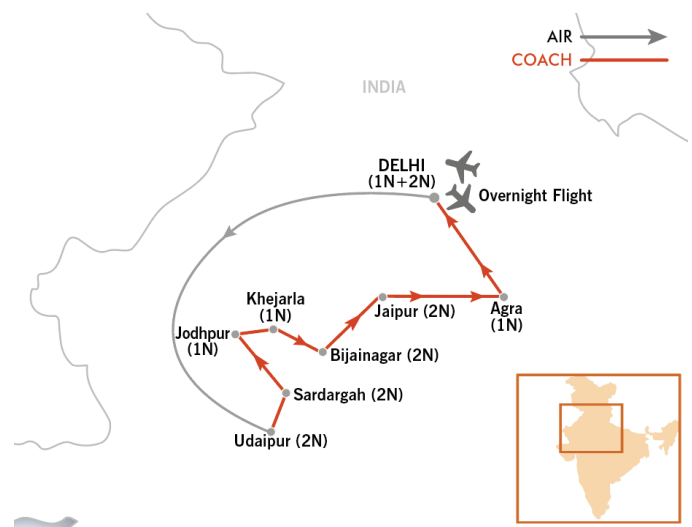 AIR
COACH
INDIA
DELHI
(1N+2N)
Overnight Flight
Khejarla
(1N)
Jaipur (2N)
Agra
(1N)
Jodhpur
(1N)
Bijainagar (2N)
Sardargah (2N)
Udaipur (2N)